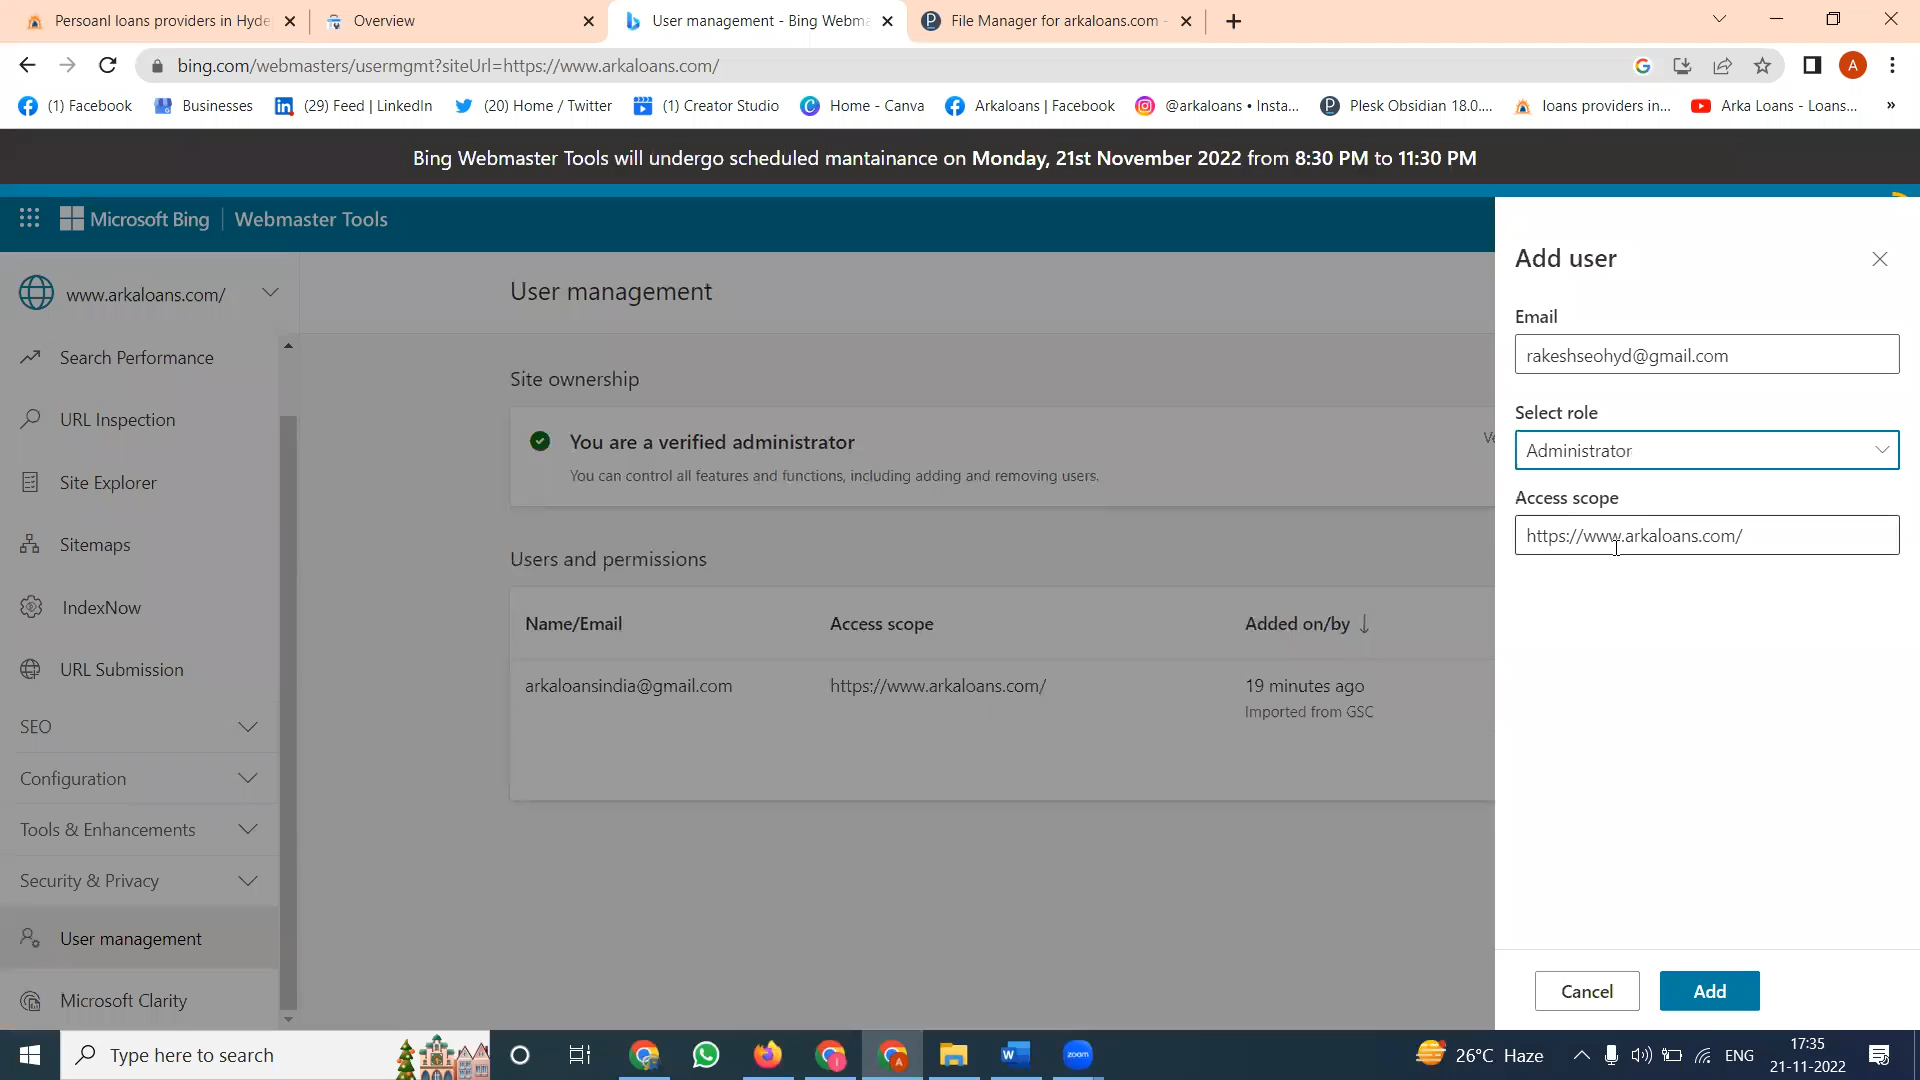 Persoanl loans providers in Hyde
Overview
User management - Bing Webma
File Manager for arkaloans.com -
bing.com/webmasters/usermgmt?siteUrl=https://www.arkaloans.com/
A
(1) Facebook
Businesses
(29) Feed | LinkedIn
(20) Home / Twitter
(1) Creator Studio
Home - Canva
Arkaloans | Facebook
@arkaloans • Insta...
Plesk Obsidian 18.0....
loans providers in...
Arka Loans - Loans...
»
Bing Webmaster Tools will undergo scheduled mantainance on Monday, 21st November 2022 from 8:30 PM to 11:30 PM
Microsoft Bing | Webmaster Tools
www.arkaloans.com/
Search Performance
URL Inspection
Site Explorer
Sitemaps
IndexNow
URL Submission
SEO
Configuration
Tools & Enhancements
Security & Privacy
User management
Microsoft Clarity
User management
Site ownership
You are a verified administrator
You can control all features and functions, including adding and removing users.
Users and permissions
Name/Email
Access scope
Added on/by
arkaloansindia@gmail.com
https://www.arkaloans.com/
19 minutes ago
Imported from GSC
Add user
Email
rakeshseohyd@gmail.com
Select role
Administrator
Access scope
https://www.arkaloans.com/
Cancel
Add
Type here to search
zoom
26°C Haze
ENG
17:35
21-11-2022